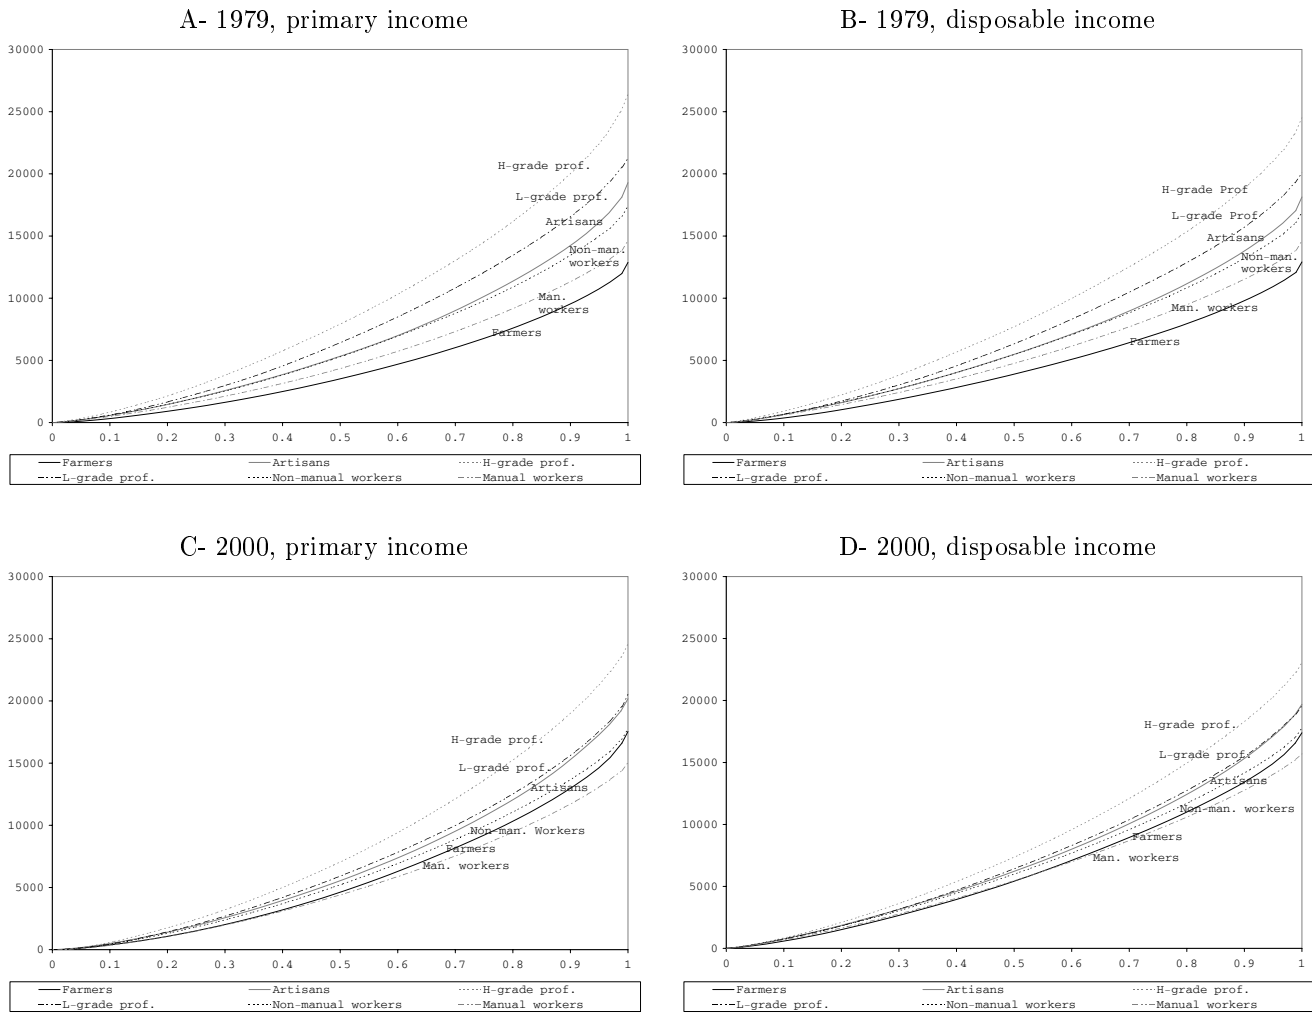 A- 1979, primary income
30000
25000
20000
15000
10000
5000
0
H-grade prof.
L-grade prof.
Artisans
Non-man.
workers
Man.
workers
Farmers
0 0.1 0.2 0.3 0.4 0.5 0.6 0.7 0.8 0.9 1
Farmers Artisans H-grade prof.
L-grade prof. Non-manual workers Manual workers
B- 1979, disposable income
30000
25000
20000
15000
10000
5000
0
H-grade Prof
L-grade Prof
Artisans
Non-man.
workers
Man. workers
Farmers
0 0.1 0.2 0.3 0.4 0.5 0.6 0.7 0.8 0.9 1
Farmers Artisans H-grade prof.
L-grade prof. Non-manual workers Manual workers
C- 2000, primary income
30000
25000
20000
15000
10000
5000
0
H-grade prof.
L-grade prof.
Artisans
Non-man. Workers
Farmers
Man. workers
0 0.1 0.2 0.3 0.4 0.5 0.6 0.7 0.8 0.9 1
Farmers Artisans H-grade prof.
L-grade prof. Non-manual workers Manual workers
D- 2000, disposable income
30000
25000
20000
15000
10000
5000
0
H-grade prof.
L-grade prof.
Artisans
Non-man. workers
Farmers
Man. workers
0 0.1 0.2 0.3 0.4 0.5 0.6 0.7 0.8 0.9 1
Farmers Artisans H-grade prof.
L-grade prof. Non-manual workers Manual workers